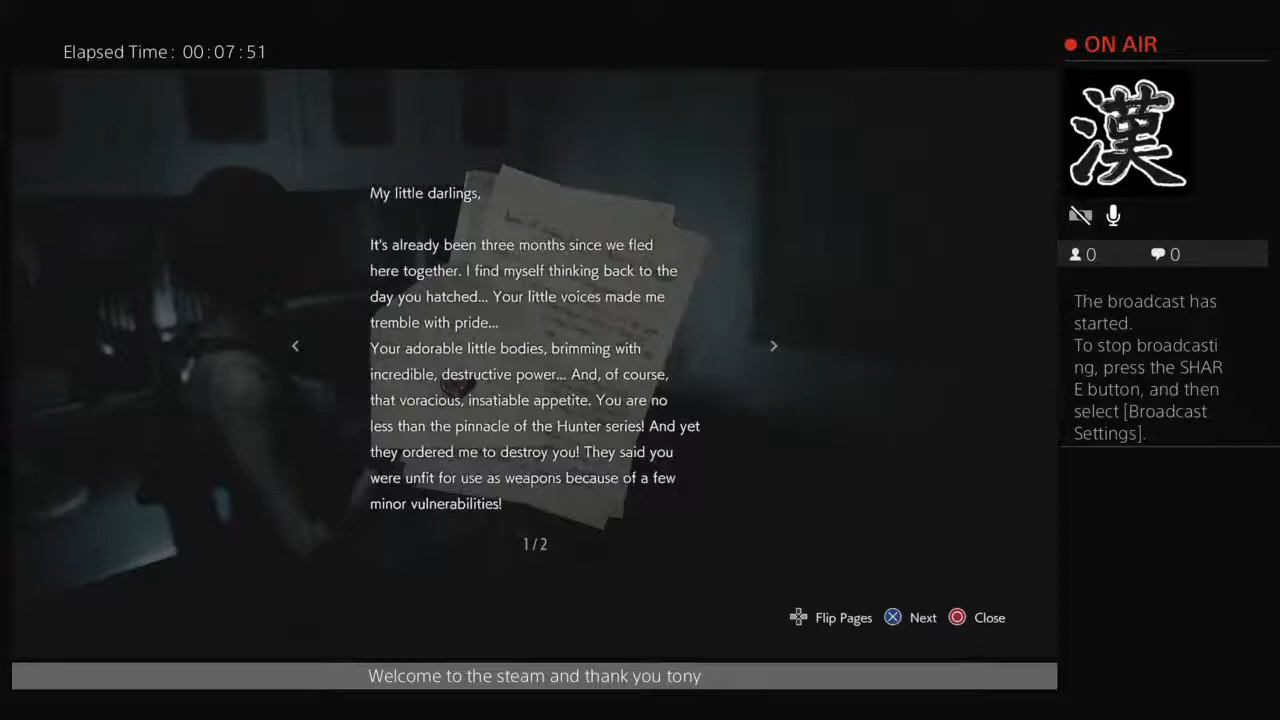 Elapsed Time: 00:07:51
ON AIR
漢
0
0
My little darlings,
It's already been three months since we fled
here together. I find myself thinking back to the
day you hatched... Your little voices made me
tremble with pride...
Your adorable little bodies, brimming with
incredible, destructive power... And, of course,
that voracious, insatiable appetite. You are no
less than the pinnacle of the Hunter series! And yet
they ordered me to destroy you! They said you
were unfit for use as weapons because of a few
minor vulnerabilities!
1/2
The broadcast has
started.
To stop broadcasti
ng, press the SHAR
E button, and then
select [Broadcast
Settings].
Flip Pages Next Close
Welcome to the steam and thank you tony